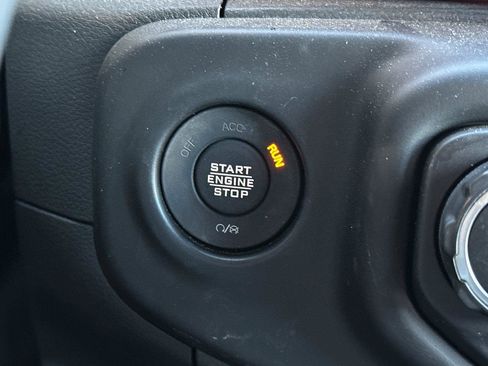 OFF ACC RUN
START
ENGINE
STOP